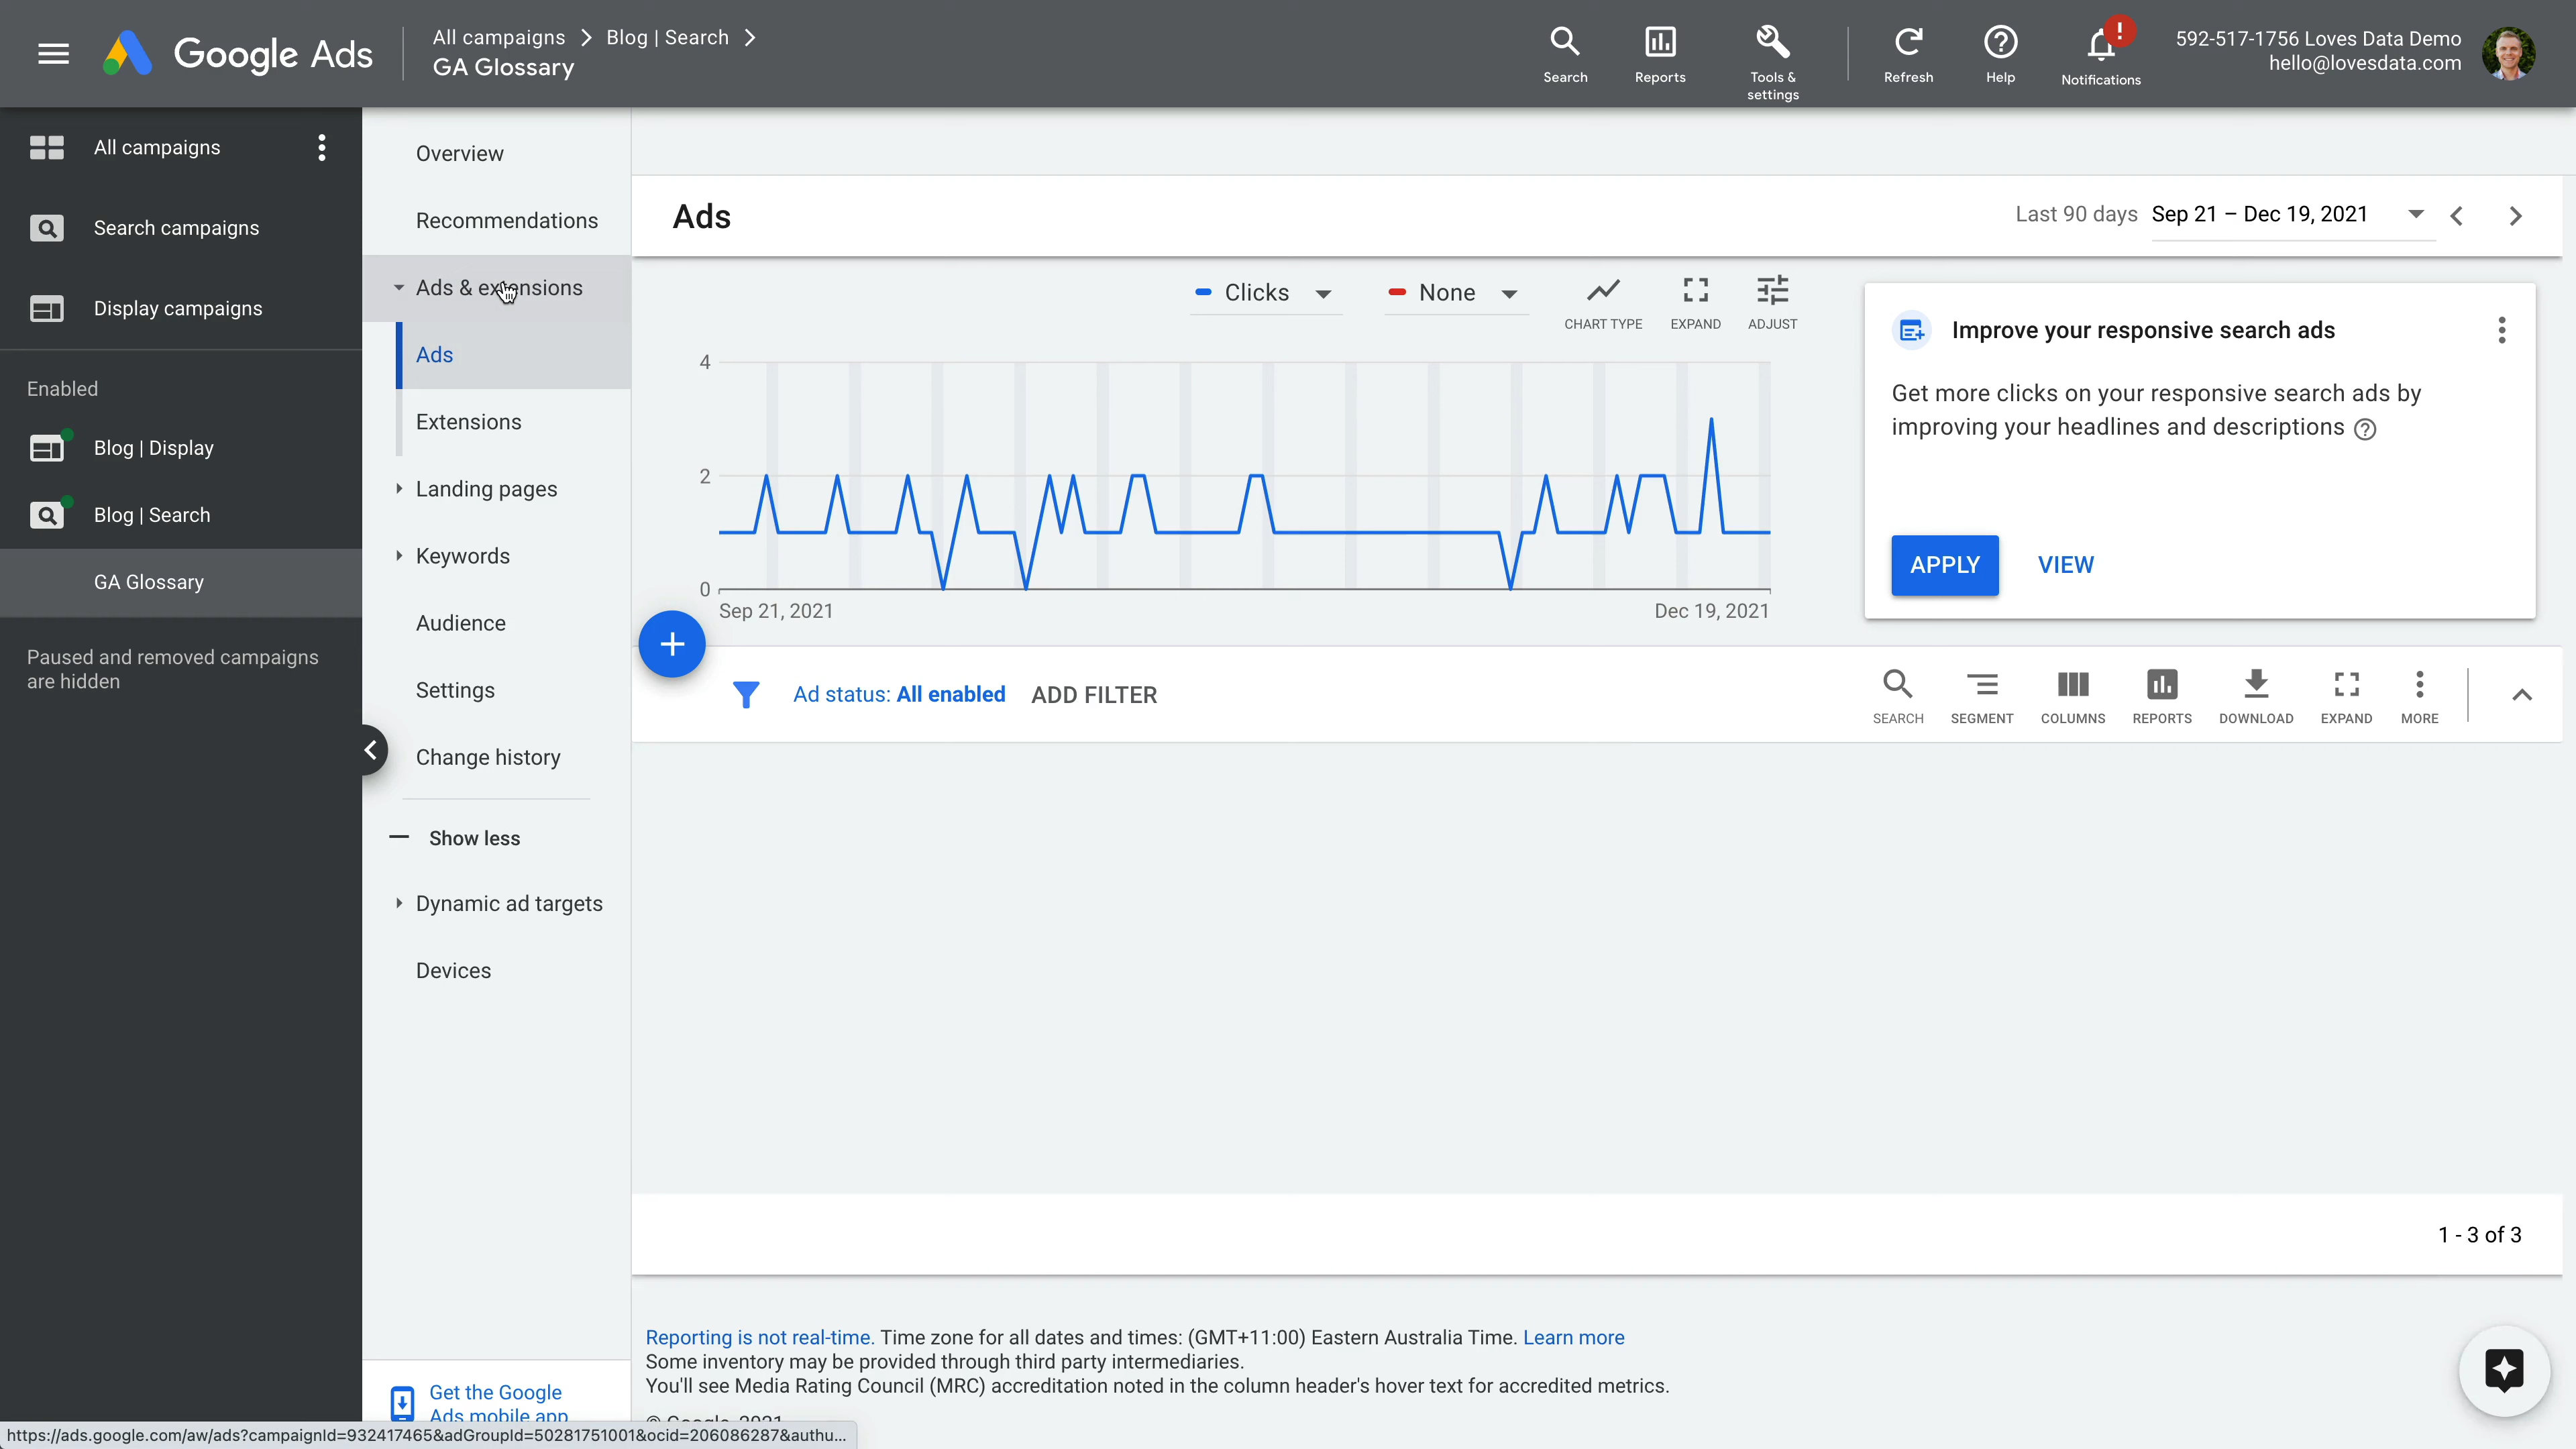 Google Ads
All campaigns > Blog | Search >
GA Glossary
Search
Reports
Tools &
settings
Refresh
Help
!
Notifications
592-517-1756 Loves Data Demo
hello@lovesdata.com
All campaigns
Search campaigns
Display campaigns
Enabled
Blog | Display
Blog | Search
GA Glossary
Paused and removed campaigns
are hidden
Overview
Recommendations
Ads & extensions
Ads
Extensions
Landing pages
Keywords
Audience
Settings
Change history
Show less
Dynamic ad targets
Devices
Get the Google
Ads mobile app
Ads
Last 90 days Sep 21 – Dec 19, 2021
Clicks
None
CHART TYPE
EXPAND
ADJUST
4
2
0
Sep 21, 2021
Dec 19, 2021
Improve your responsive search ads
Get more clicks on your responsive search ads by
improving your headlines and descriptions
APPLY
VIEW
Ad status: All enabled
ADD FILTER
SEARCH
SEGMENT
COLUMNS
REPORTS
DOWNLOAD
EXPAND
MORE
1 - 3 of 3
Reporting is not real-time. Time zone for all dates and times: (GMT+11:00) Eastern Australia Time. Learn more
Some inventory may be provided through third party intermediaries.
You'll see Media Rating Council (MRC) accreditation noted in the column header's hover text for accredited metrics.
© Google, 2021
https://ads.google.com/aw/ads?campaignId=932417465&adGroupId=50281751001&ocid=206086287&authu...